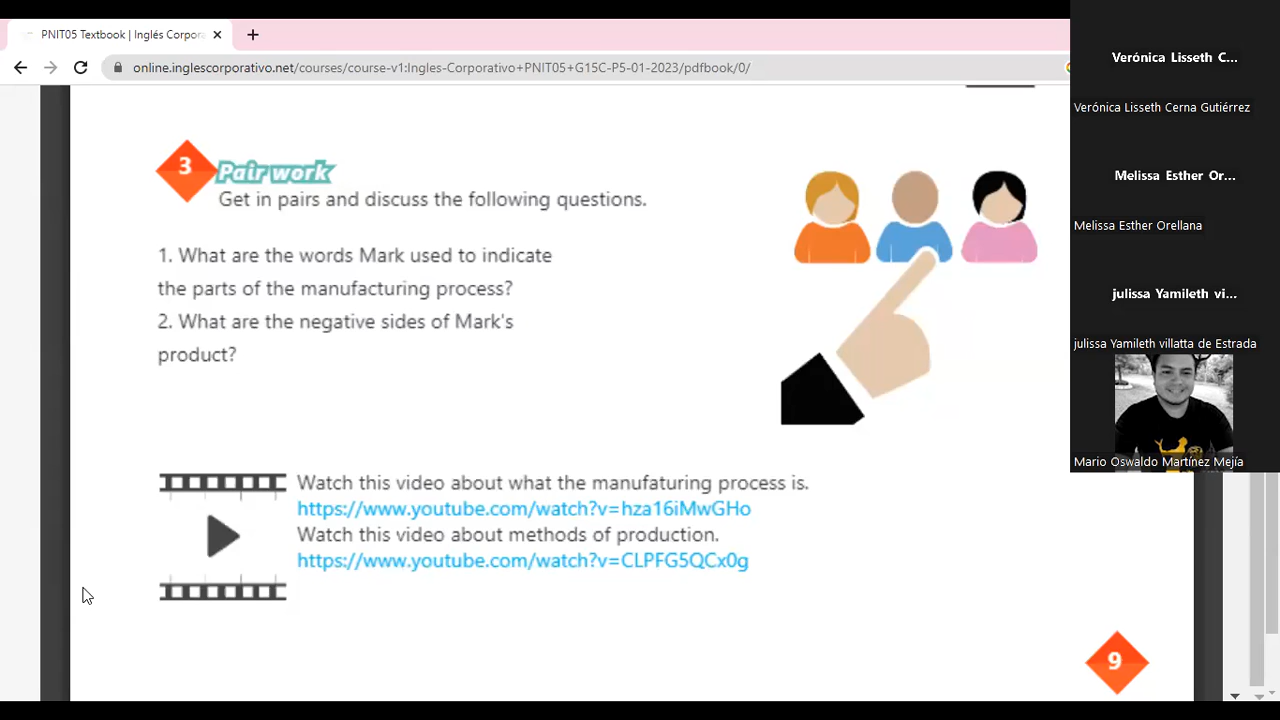 PNIT05 Textbook | Inglés Corpora
online.inglescorporativo.net/courses/course-v1:Ingles-Corporativo+PNIT05+G15C-P5-01-2023/pdfbook/0/
3
Pair work
Get in pairs and discuss the following questions.
1. What are the words Mark used to indicate
the parts of the manufacturing process?
2. What are the negative sides of Mark's
product?
Watch this video about what the manufaturing process is.
https://www.youtube.com/watch?v=hza16iMwGHo
Watch this video about methods of production.
https://www.youtube.com/watch?v=CLPFG5QCx0g
9
Verónica Lisseth C...
Verónica Lisseth Cerna Gutiérrez
Melissa Esther Or...
Melissa Esther Orellana
julissa Yamileth vi...
julissa Yamileth villatta de Estrada
Mario Oswaldo Martínez Mejía